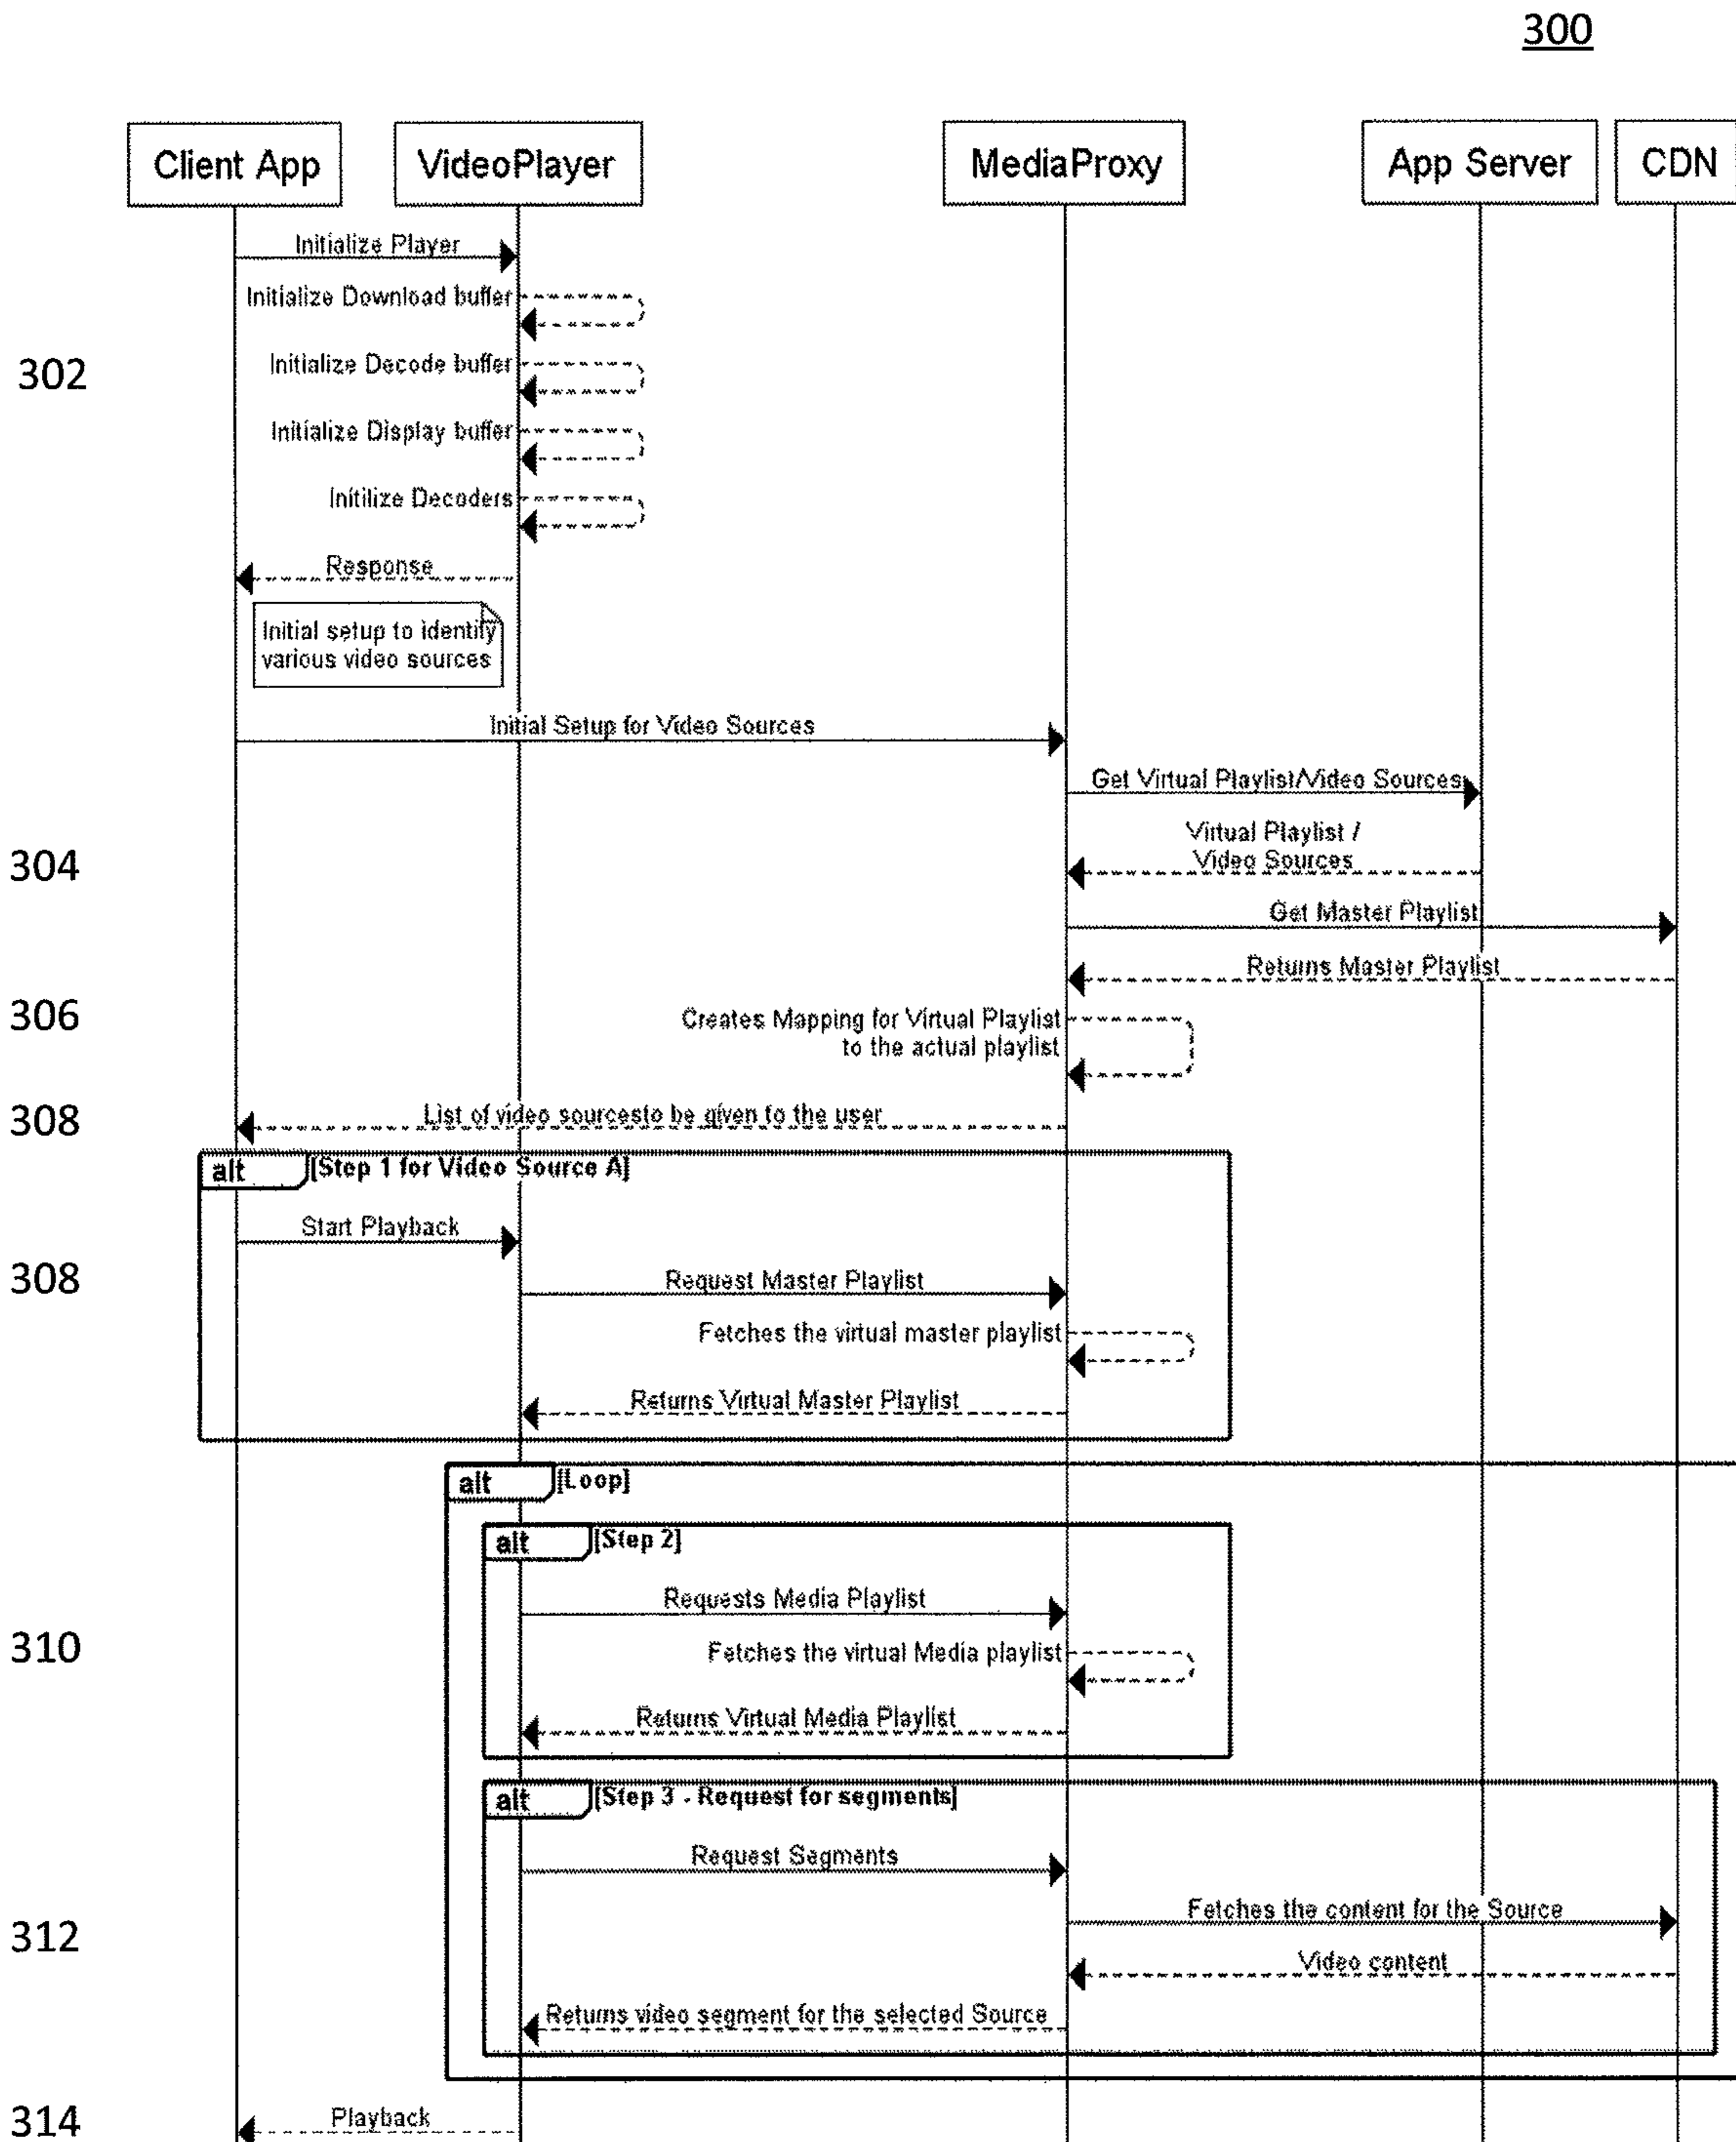 300
Client App
VideoPlayer
MediaProxy
App Server
CDN
Initialize Player
Initialize Download buffer
302
Initialize Decode buffer
Initialize Display buffer
Initilize Decoders
Response
Initial setup to identify
various video sources
Initial Setup for Video Sources
Get Virtual Playlist/Video Sources
304
Virtual Playlist /
Video Sources
Get Master Playlist
Returns Master Playlist
306
Creates Mapping for Virtual Playlist
to the actual playlist
308
List of video sourcesto be given to the user
alt
[Step 1 for Video Source A]
Start Playback
308
Request Master Playlist
Fetches the virtual master playlist
Returns Virtual Master Playlist
alt
[Loop]
alt
[Step 2]
Requests Media Playlist
310
Fetches the virtual Media playlist
Returns Virtual Media Playlist
alt
[Step 3 - Request for segments]
Request Segments
312
Fetches the content for the Source
Video content
Returns video segment for the selected Source
314
Playback